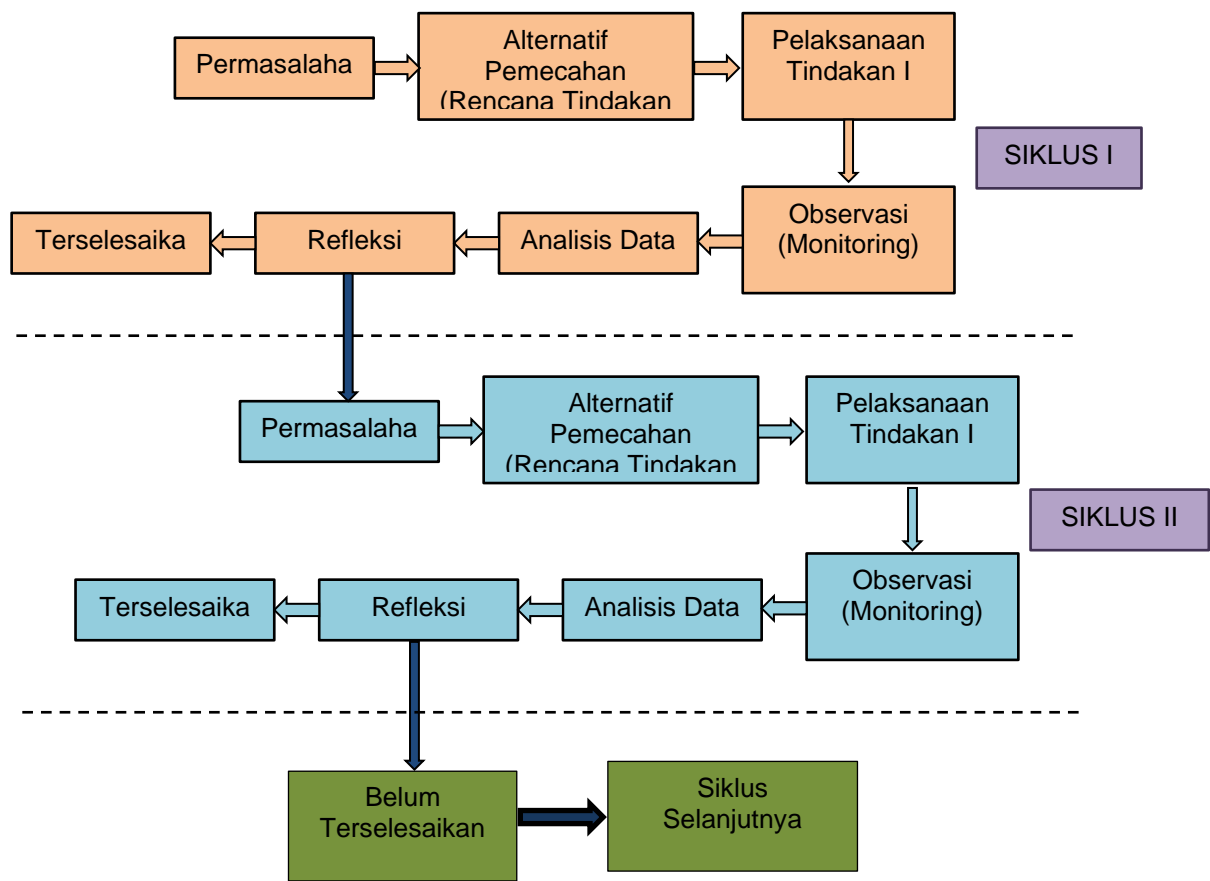 Permasalaha
Alternatif
Pemecahan
(Rencana Tindakan
Pelaksanaan
Tindakan I
SIKLUS I
Terselesaika
Refleksi
Analisis Data
Observasi
(Monitoring)
Permasalaha
Alternatif
Pemecahan
(Rencana Tindakan
Pelaksanaan
Tindakan I
SIKLUS II
Terselesaika
Refleksi
Analisis Data
Observasi
(Monitoring)
Belum
Terselesaikan
Siklus
Selanjutnya